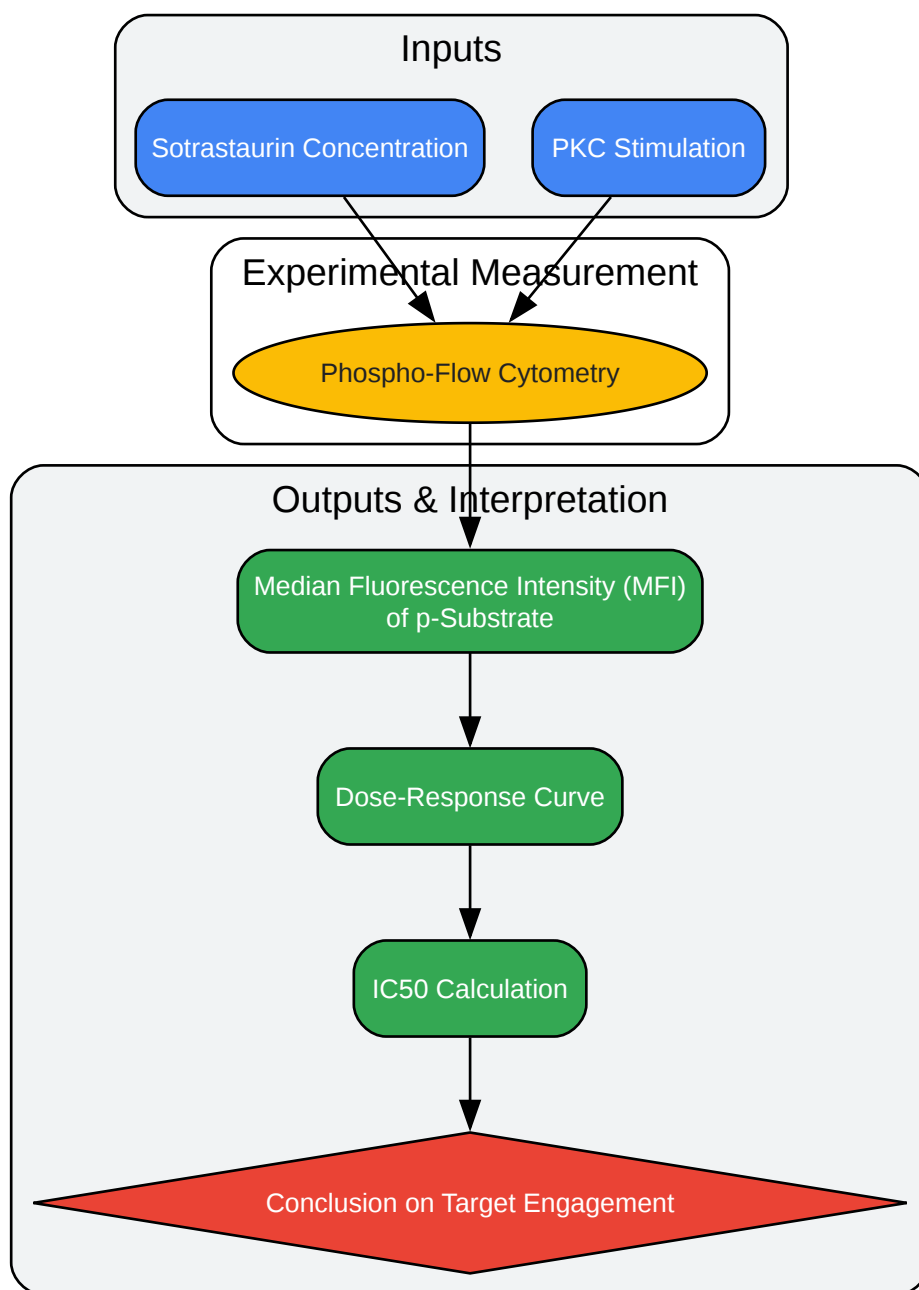 Inputs
Sotrastaurin Concentration
PKC Stimulation
Experimental Measurement
Phospho-Flow Cytometry
Outputs & Interpretation
Median Fluorescence Intensity (MFI)
of p-Substrate
Dose-Response Curve
IC50 Calculation
Conclusion on Target Engagement